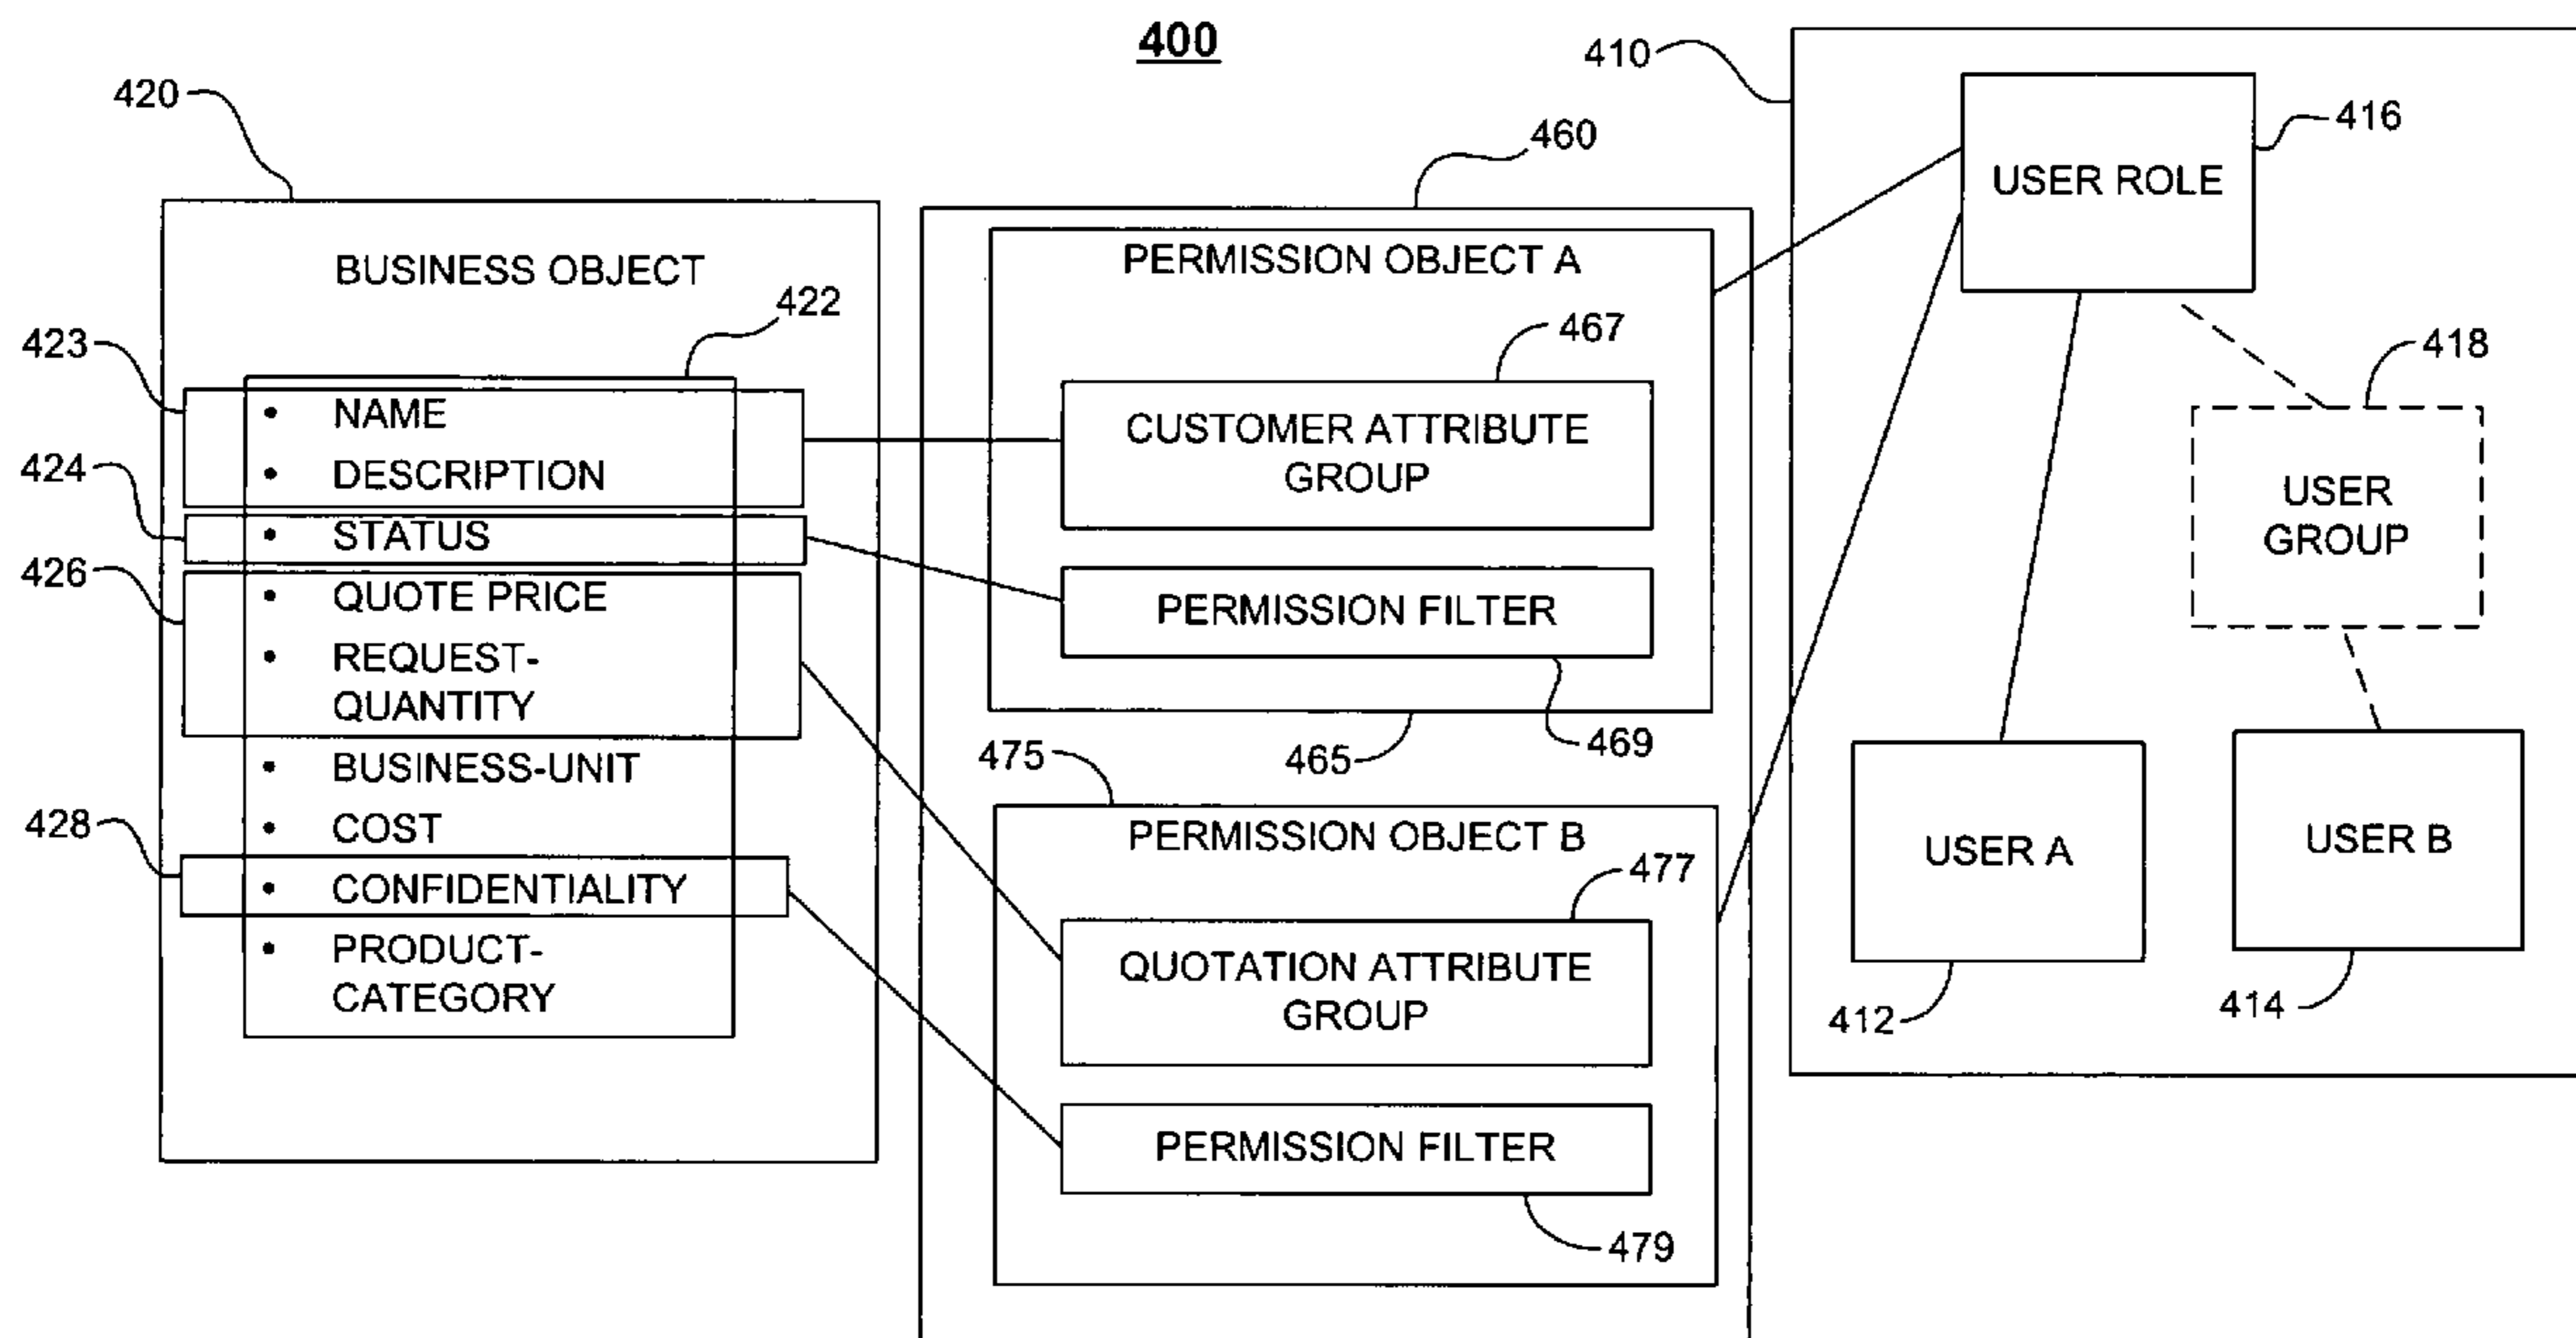 400
420
BUSINESS OBJECT
422
423
• NAME
• DESCRIPTION
424
• STATUS
426
• QUOTE PRICE
• REQUEST-
QUANTITY
• BUSINESS-UNIT
• COST
428
• CONFIDENTIALITY
• PRODUCT-
CATEGORY
460
PERMISSION OBJECT A
467
CUSTOMER ATTRIBUTE
GROUP
PERMISSION FILTER
469
465
475
PERMISSION OBJECT B
477
QUOTATION ATTRIBUTE
GROUP
PERMISSION FILTER
479
410
416
USER ROLE
418
USER
GROUP
USER A
412
USER B
414